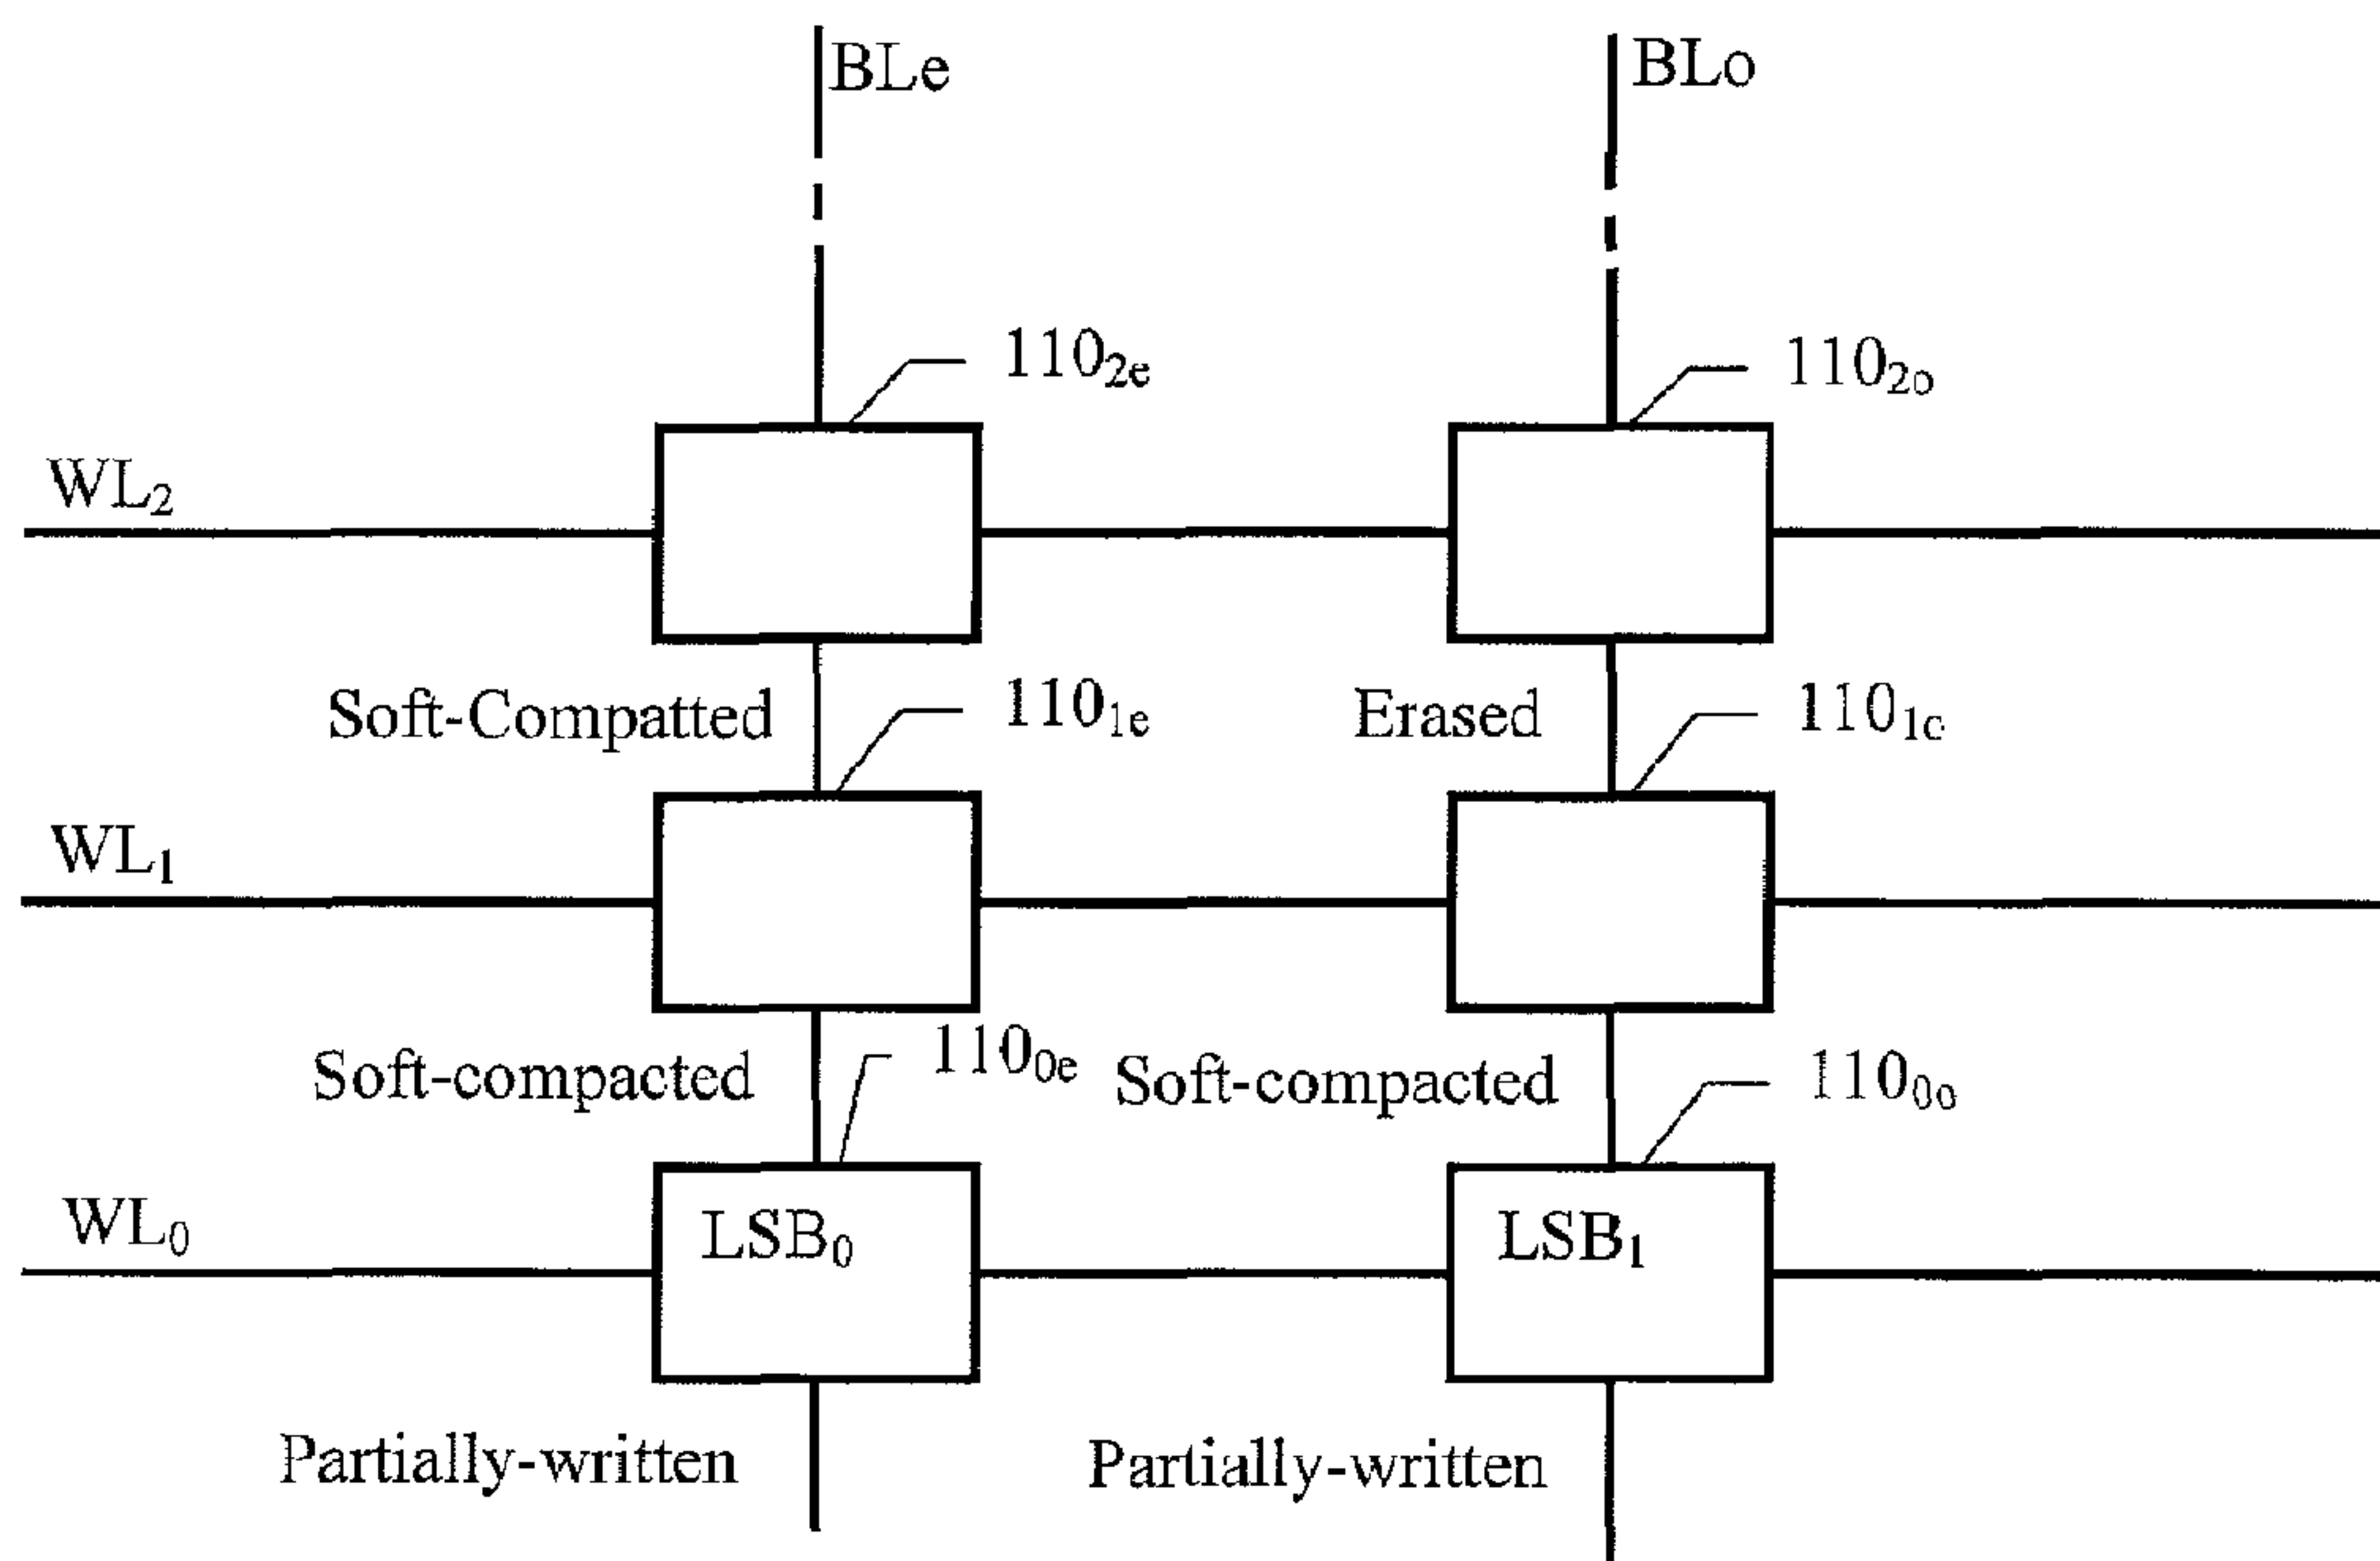 BLe
BLo
110₂ₑ
110₂ₒ
WL₂
Soft-Compatted
110₁ₑ
Erased
110₁c
WL₁
Soft-compacted
110₀ₑ
Soft-compacted
110₀ₒ
WL₀
LSB₀
LSB₁
Partially-written
Partially-written